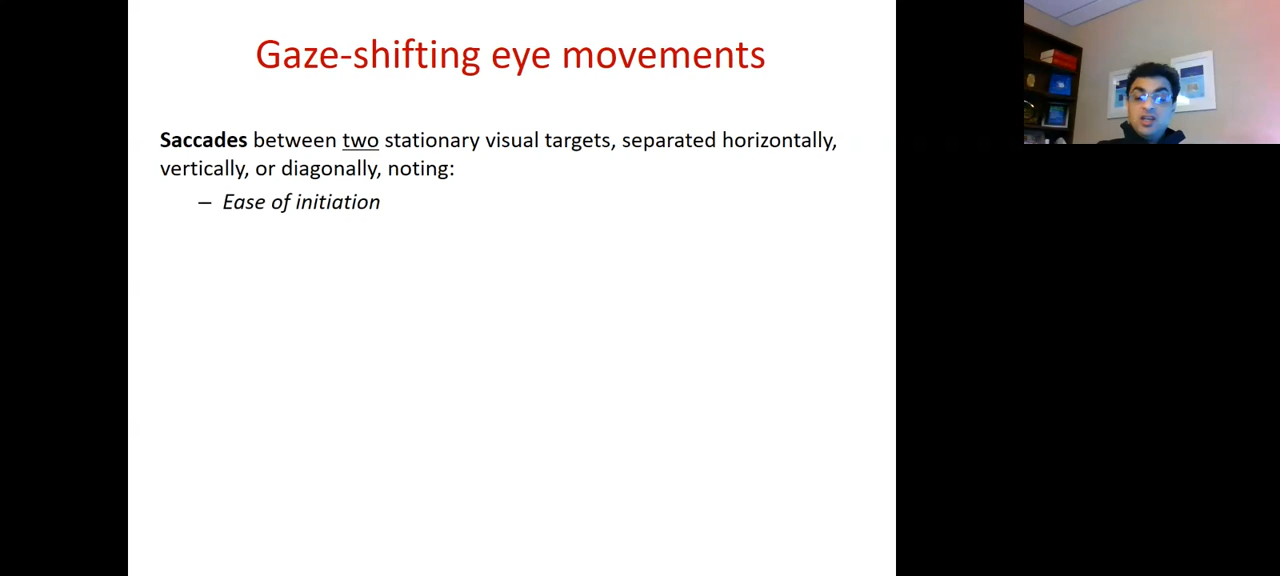 Gaze-shifting eye movements
Saccades between two stationary visual targets, separated horizontally,
vertically, or diagonally, noting:
– Ease of initiation